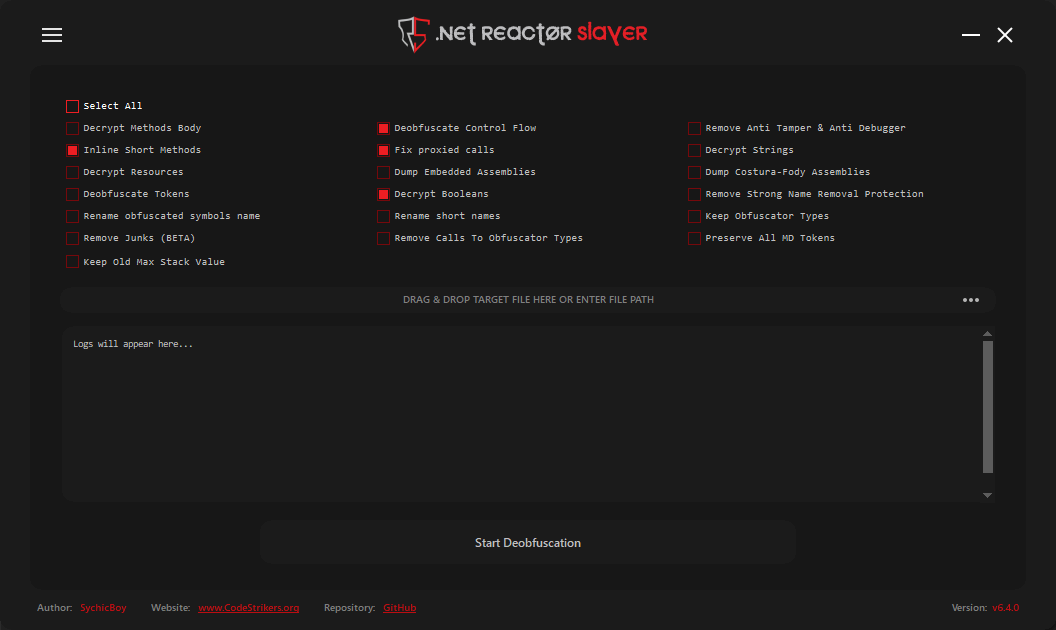 .NET REACTØR SLAYER
Select All
Decrypt Methods Body
Deobfuscate Control Flow
Remove Anti Tamper & Anti Debugger
Inline Short Methods
Fix proxied calls
Decrypt Strings
Decrypt Resources
Dump Embedded Assemblies
Dump Costura-Fody Assemblies
Deobfuscate Tokens
Decrypt Booleans
Remove Strong Name Removal Protection
Rename obfuscated symbols name
Rename short names
Keep Obfuscator Types
Remove Junks (BETA)
Remove Calls To Obfuscator Types
Preserve All MD Tokens
Keep Old Max Stack Value
DRAG & DROP TARGET FILE HERE OR ENTER FILE PATH
Logs will appear here...
Start Deobfuscation
Author: SychicBoy Website: www.CodeStrikers.org Repository: GitHub Version: v6.4.0